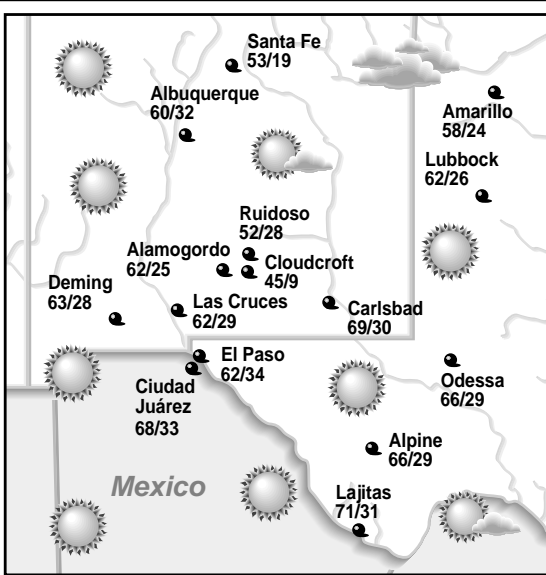 Santa Fe
53/19
Albuquerque
60/32
Amarillo
58/24
Lubbock
62/26
Ruidoso
52/28
Alamogordo
62/25
Cloudcroft
45/9
Deming
63/28
Las Cruces
62/29
Carlsbad
69/30
El Paso
62/34
Ciudad
Juárez
68/33
Odessa
66/29
Alpine
66/29
Mexico
Lajitas
71/31